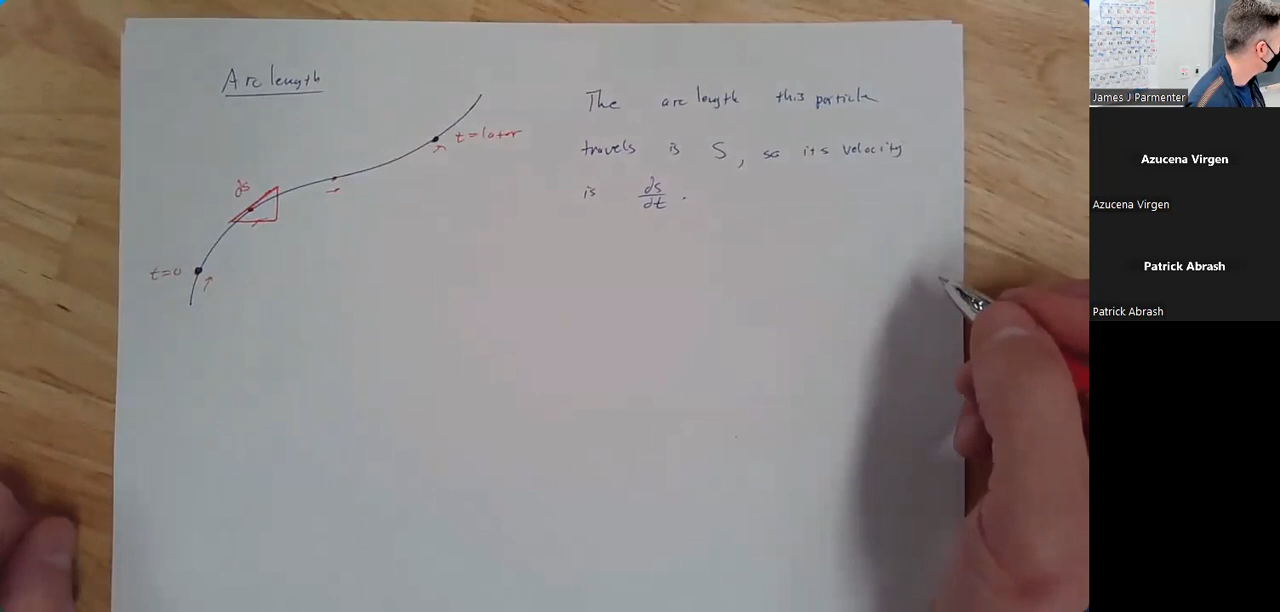 Arc length
t=later
ds
t=0
The arc length this particle
travels is S, so its velocity
is ds/dt.
James J Parmenter
Azucena Virgen
Azucena Virgen
Patrick Abrash
Patrick Abrash